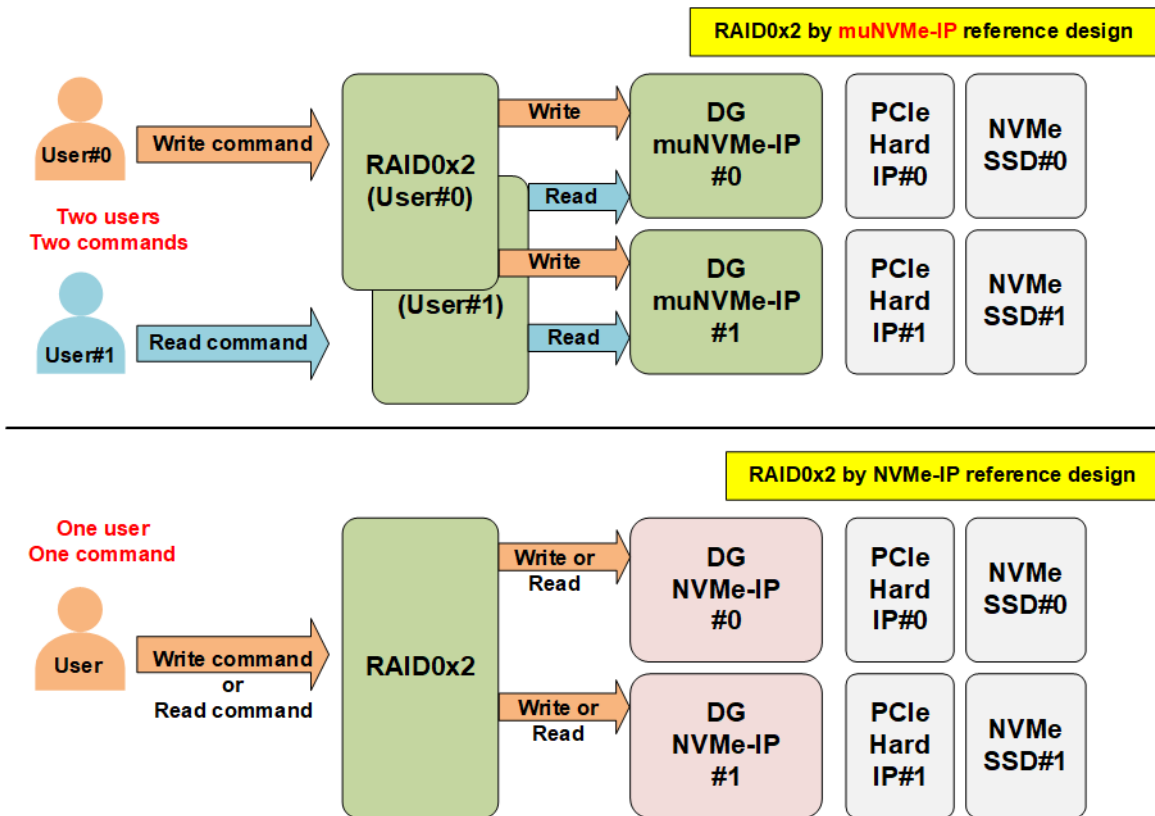 RAID0x2 by muNVMe-IP reference design
User#0
Write command
RAID0x2
(User#0)
Write
Read
DG
muNVMe-IP
#0
PCIe
Hard
IP#0
NVMe
SSD#0
Two users
Two commands
User#1
Read command
(User#1)
Write
Read
DG
muNVMe-IP
#1
PCIe
Hard
IP#1
NVMe
SSD#1
RAID0x2 by NVMe-IP reference design
One user
One command
User
Write command
or
Read command
RAID0x2
Write or
Read
DG
NVMe-IP
#0
PCIe
Hard
IP#0
NVMe
SSD#0
Write or
Read
DG
NVMe-IP
#1
PCIe
Hard
IP#1
NVMe
SSD#1